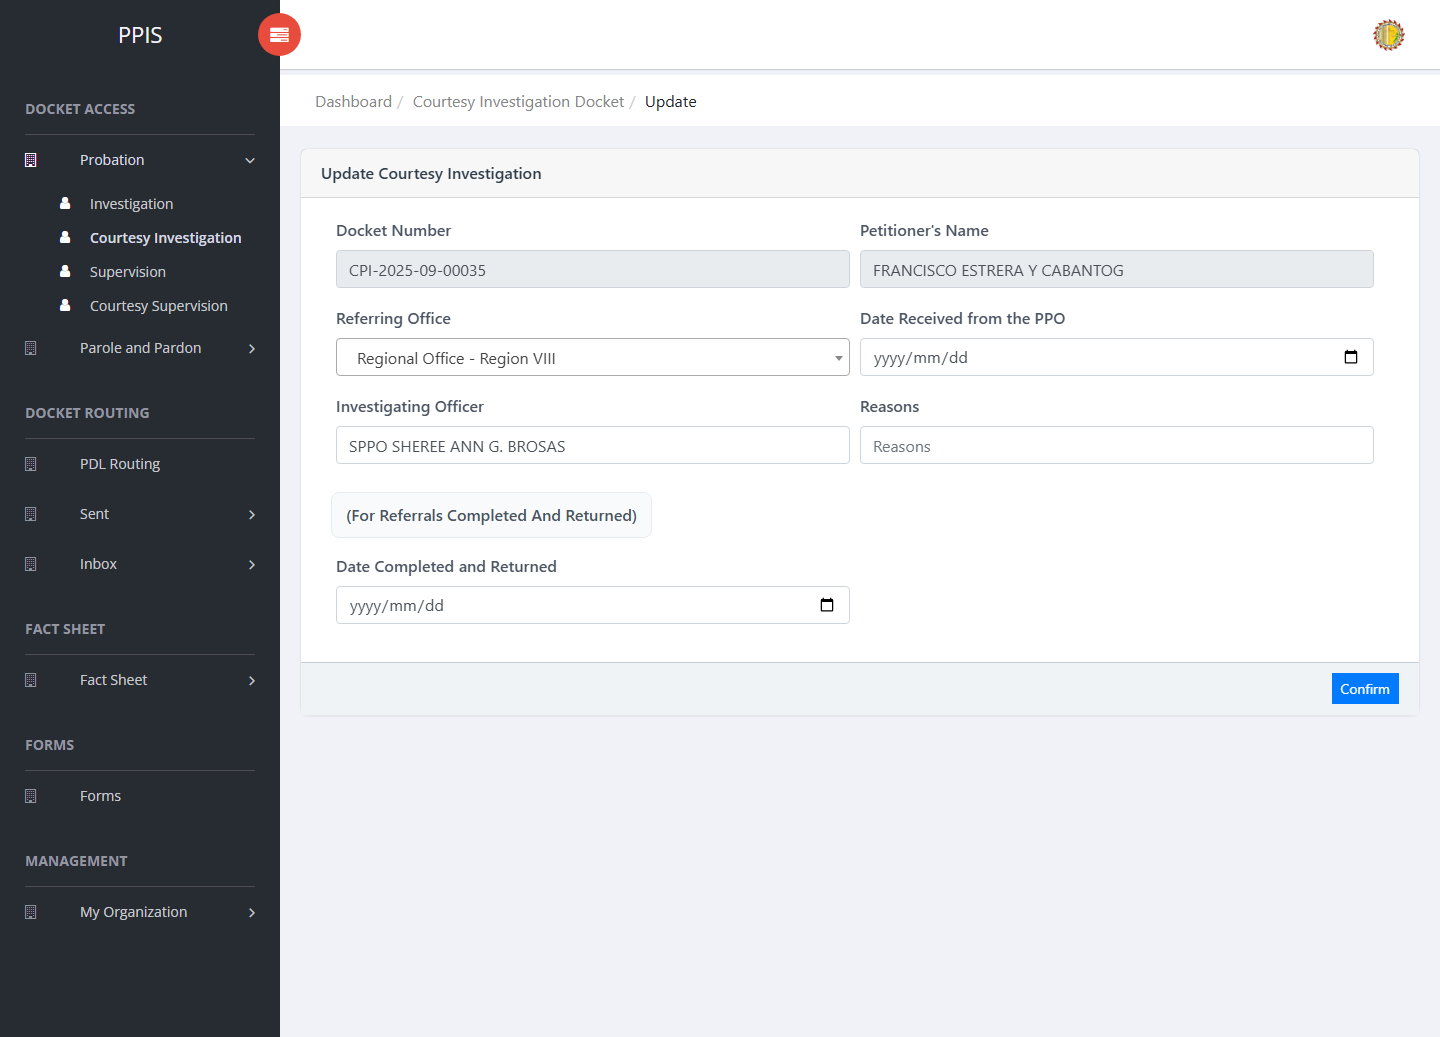 PPIS
DOCKET ACCESS
Probation
Investigation
Courtesy Investigation
Supervision
Courtesy Supervision
Parole and Pardon
DOCKET ROUTING
PDL Routing
Sent
Inbox
FACT SHEET
Fact Sheet
FORMS
Forms
MANAGEMENT
My Organization
Dashboard / Courtesy Investigation Docket / Update
Update Courtesy Investigation
Docket Number
CPI-2025-09-00035
Petitioner's Name
FRANCISCO ESTRERA Y CABANTOG
Referring Office
Regional Office - Region VIII
Date Received from the PPO
yyyy/mm/dd
Investigating Officer
SPPO SHEREE ANN G. BROSAS
Reasons
Reasons
(For Referrals Completed And Returned)
Date Completed and Returned
yyyy/mm/dd
Confirm